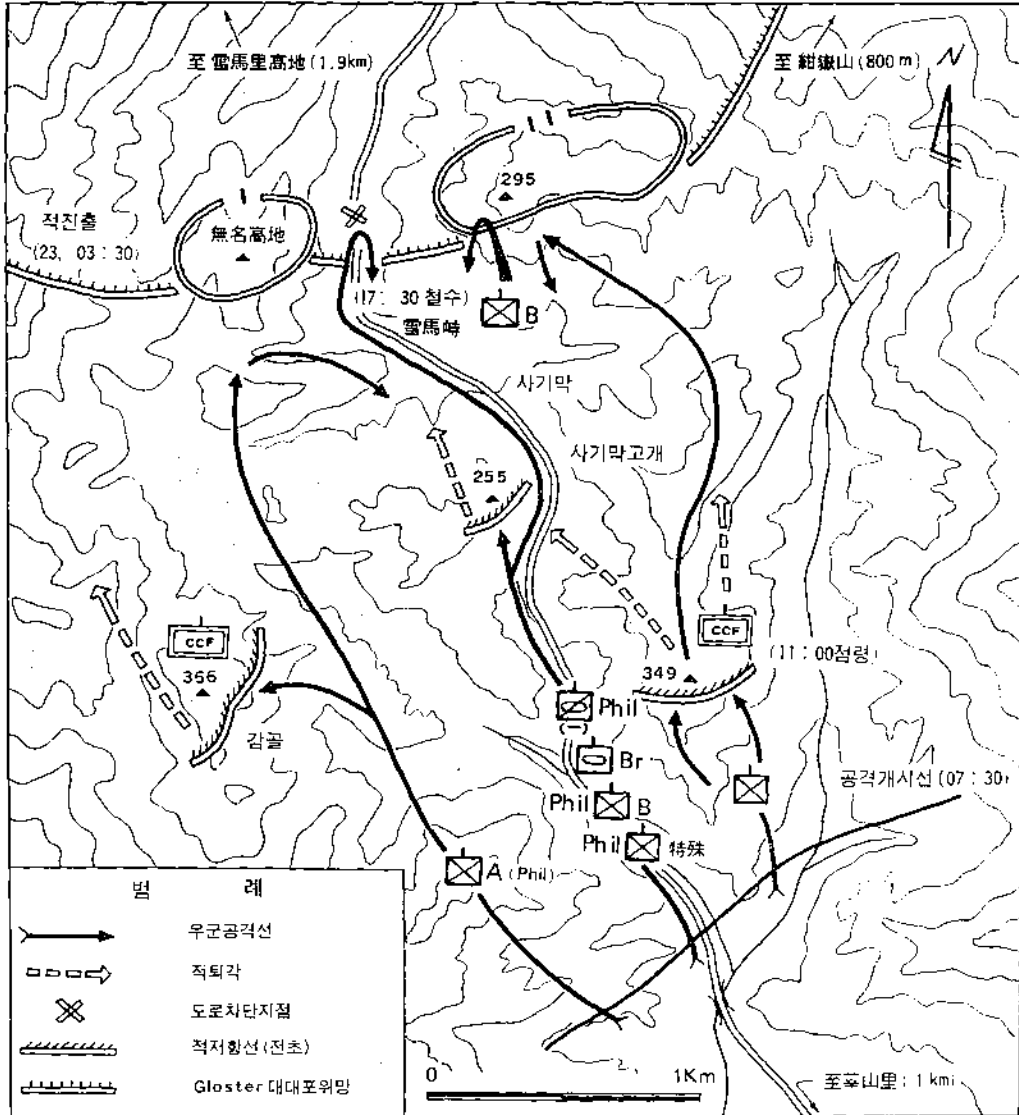 至 雪馬里高地 (1.9km)
至 紺嶽山 (800 m)
N
295
적진출
(23, 03 : 30)
無名高地
(17 : 30 철수)
雪馬峙
B
사기막
사기막고개
255
CCF
366
감골
CCF
349
(11 : 00점령)
Phil
Br
Phil
B
Phil
特殊
A (Phil)
공격개시선 (07 : 30)
범 례
우군공격선
적퇴각
도로차단지점
적저항선 (전초)
Gloster 대대포위망
0
1Km
1 km